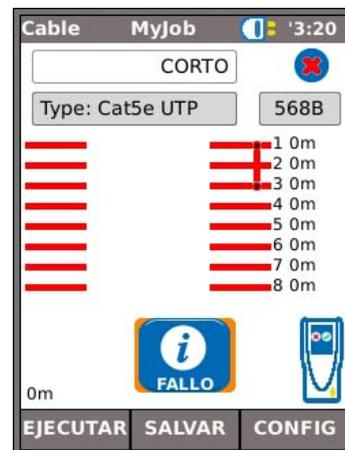 Cable MyJob '3:20
CORTO
Type: Cat5e UTP 568B
1 0m
2 0m
3 0m
4 0m
5 0m
6 0m
7 0m
8 0m
i
FALLO
0m
EJECUTAR SALVAR CONFIG